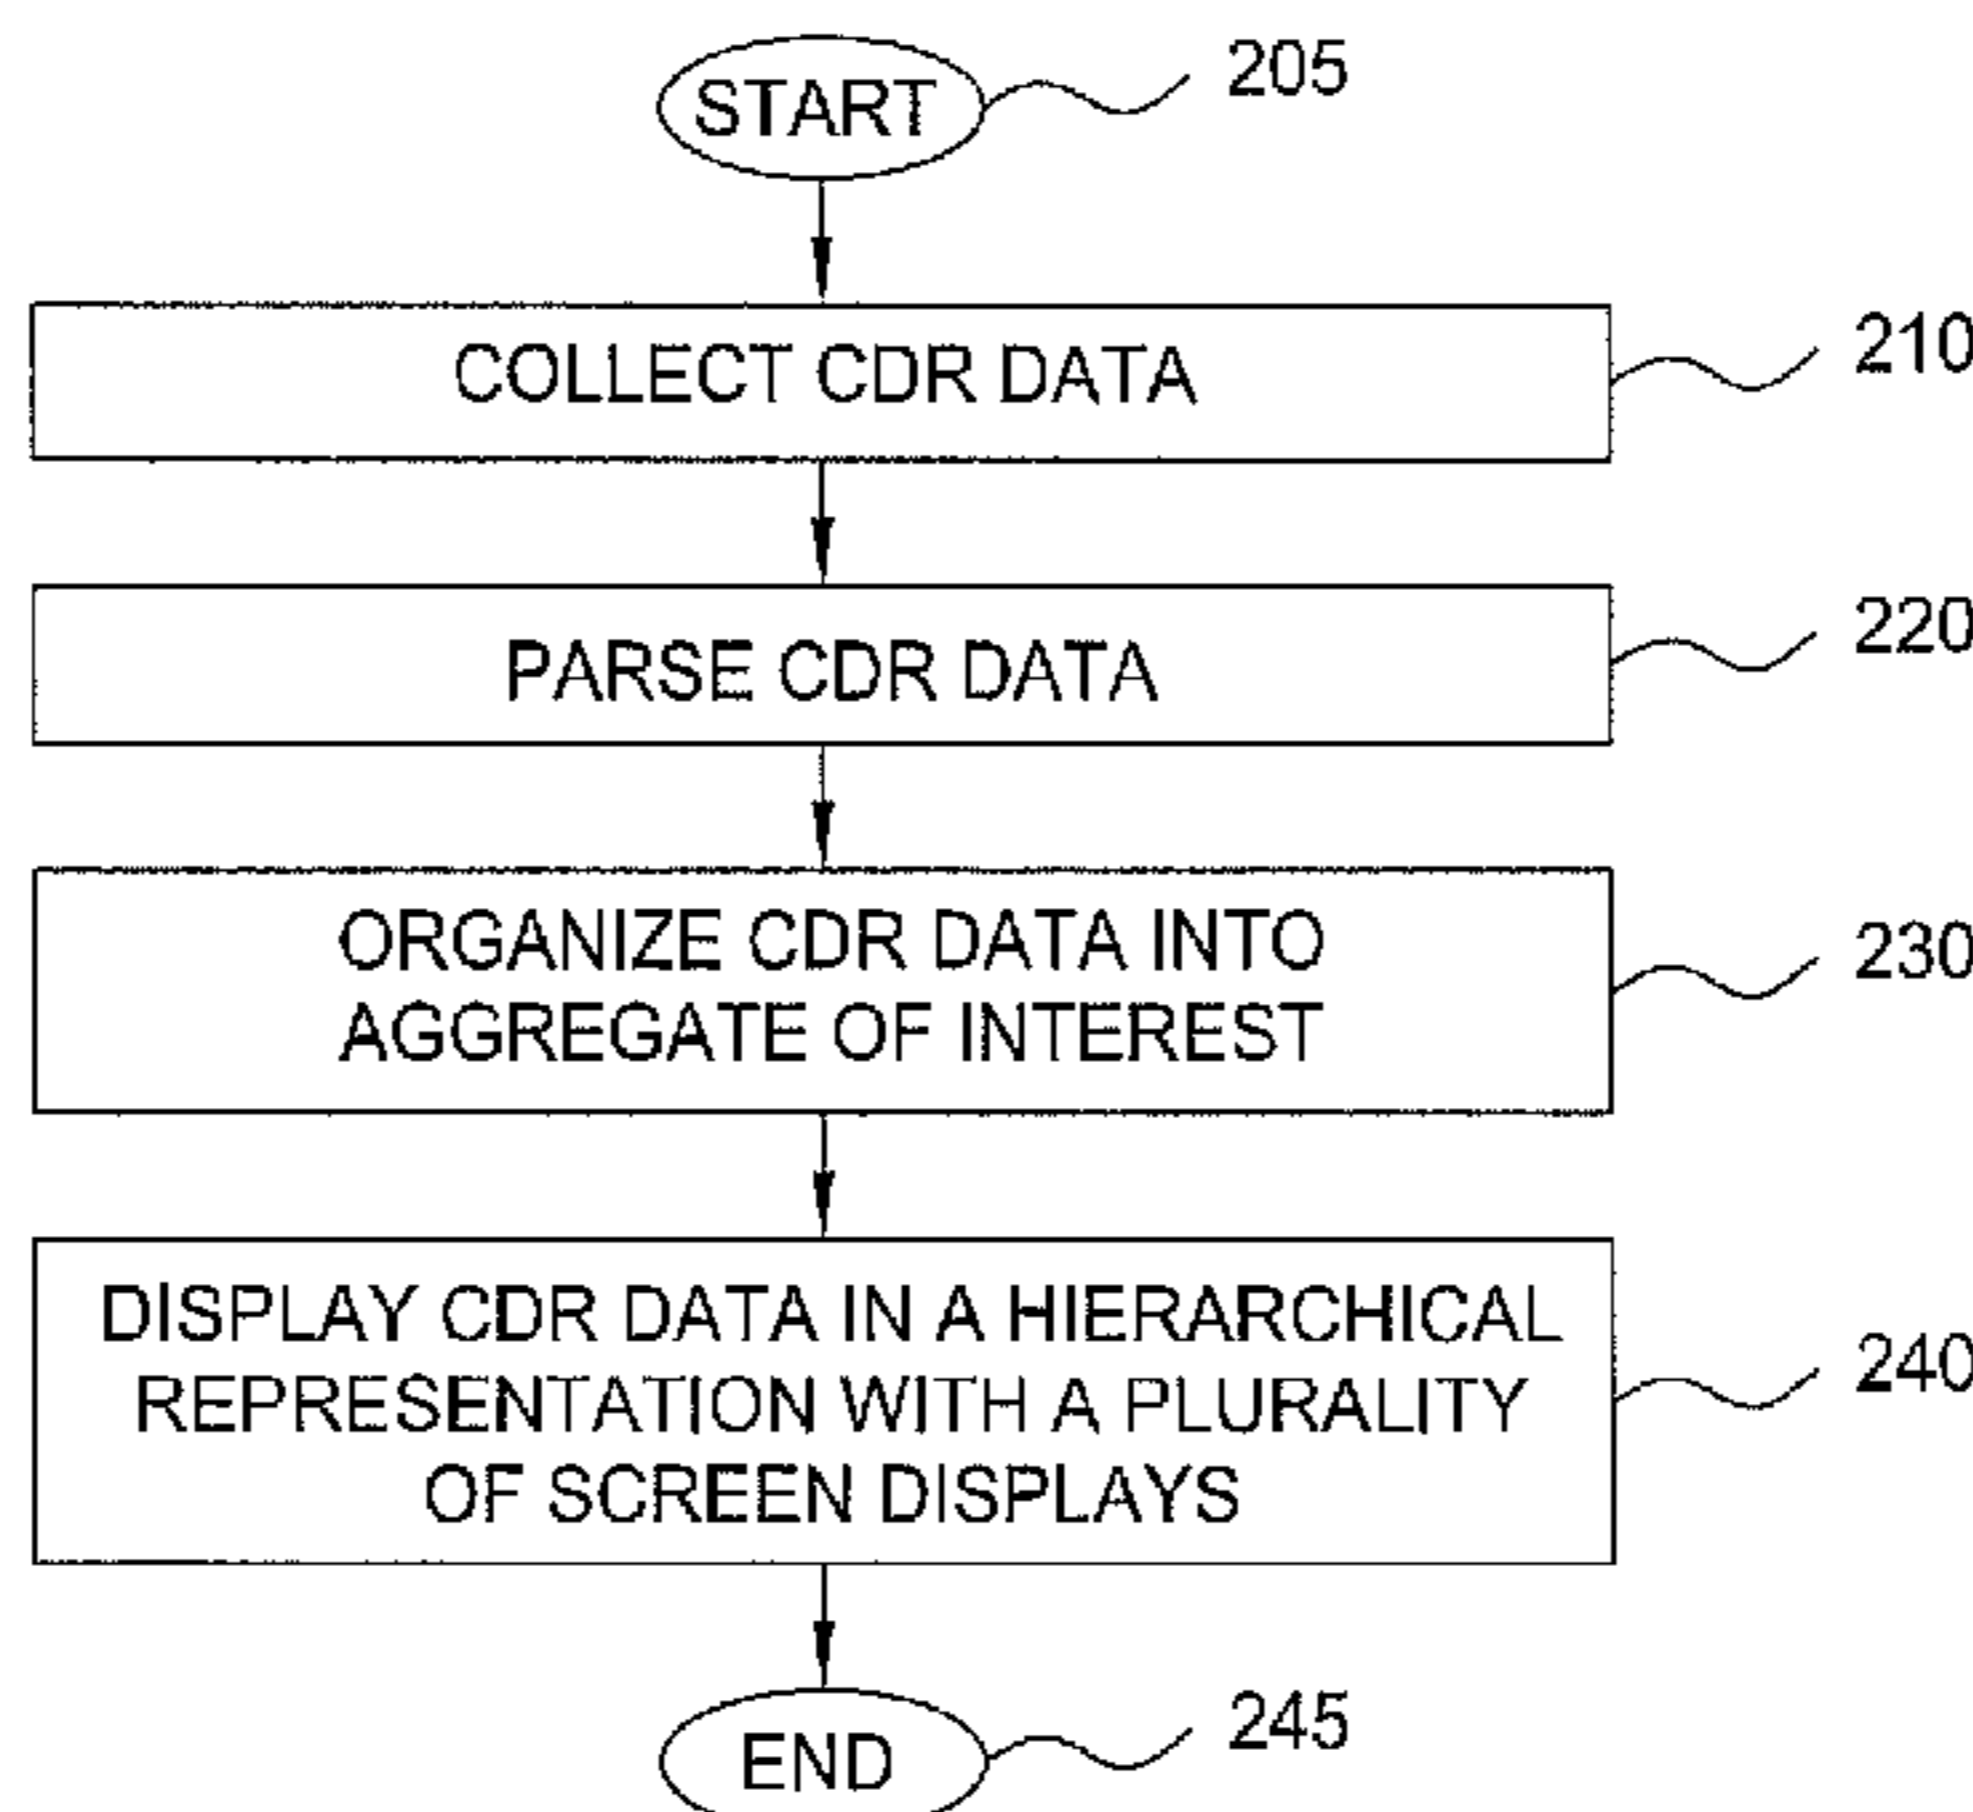 START
205
COLLECT CDR DATA
210
PARSE CDR DATA
220
ORGANIZE CDR DATA INTO
AGGREGATE OF INTEREST
230
DISPLAY CDR DATA IN A HIERARCHICAL
REPRESENTATION WITH A PLURALITY
OF SCREEN DISPLAYS
240
END
245